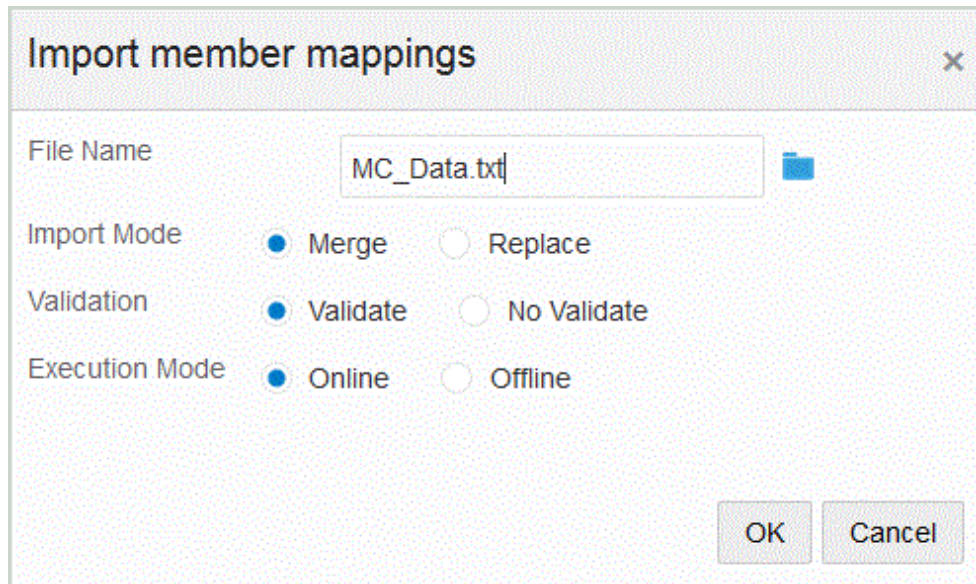 Import member mappings
File Name MC_Data.txt
Import Mode Merge Replace
Validation Validate No Validate
Execution Mode Online Offline
OK Cancel